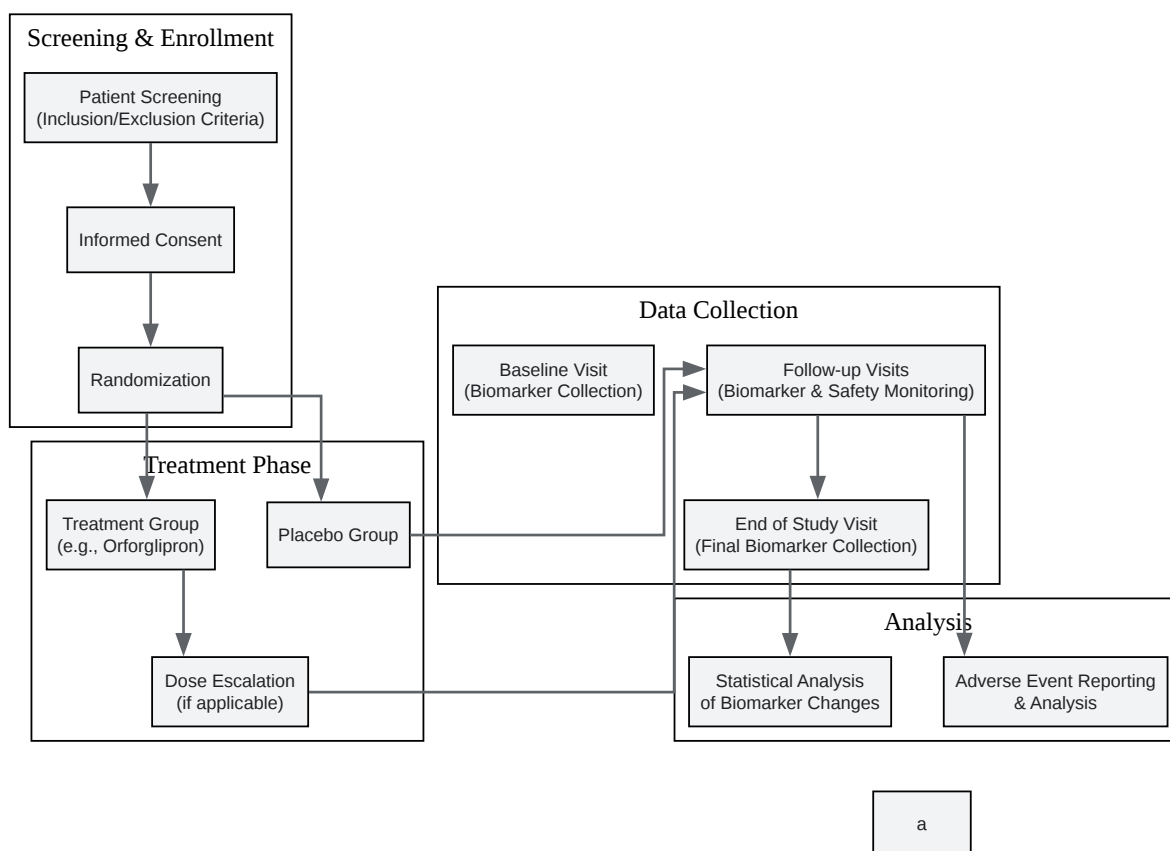 Screening & Enrollment
Patient Screening
(Inclusion/Exclusion Criteria)
Informed Consent
Randomization
Treatment Phase
Treatment Group
(e.g., Orforglipron)
Placebo Group
Dose Escalation
(if applicable)
Data Collection
Baseline Visit
(Biomarker Collection)
Follow-up Visits
(Biomarker & Safety Monitoring)
End of Study Visit
(Final Biomarker Collection)
Analysis
Statistical Analysis
of Biomarker Changes
Adverse Event Reporting
& Analysis
a